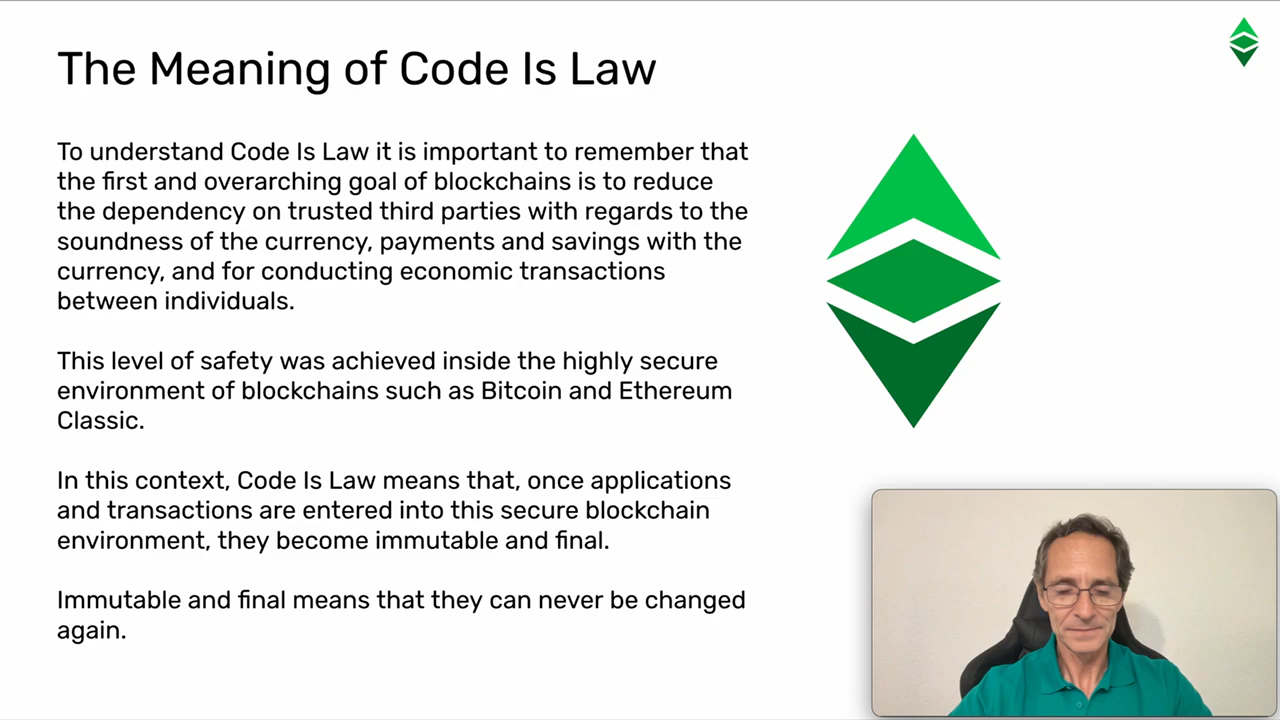 The Meaning of Code Is Law
To understand Code Is Law it is important to remember that
the first and overarching goal of blockchains is to reduce
the dependency on trusted third parties with regards to the
soundness of the currency, payments and savings with the
currency, and for conducting economic transactions
between individuals.
This level of safety was achieved inside the highly secure
environment of blockchains such as Bitcoin and Ethereum
Classic.
In this context, Code Is Law means that, once applications
and transactions are entered into this secure blockchain
environment, they become immutable and final.
Immutable and final means that they can never be changed
again.